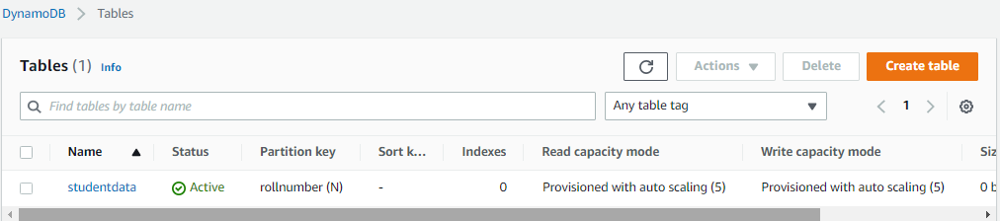 DynamoDB > Tables
Tables (1) Info
Actions Delete Create table
Find tables by table name Any table tag 1
Name Status Partition key Sort k... Indexes Read capacity mode Write capacity mode Siz
studentdata Active rollnumber (N) - 0 Provisioned with auto scaling (5) Provisioned with auto scaling (5) 0 b